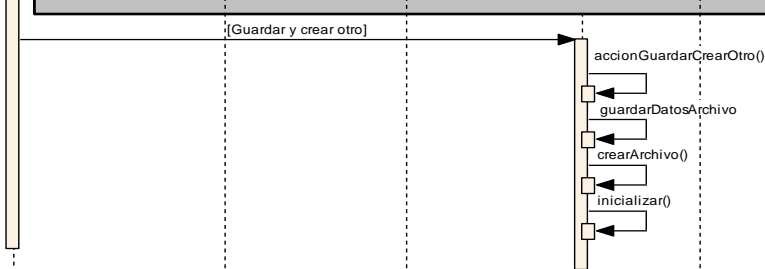 [Guardar y crear otro]
accionGuardarCrearOtro()
guardarDatosArchivo
crearArchivo()
inicializar()